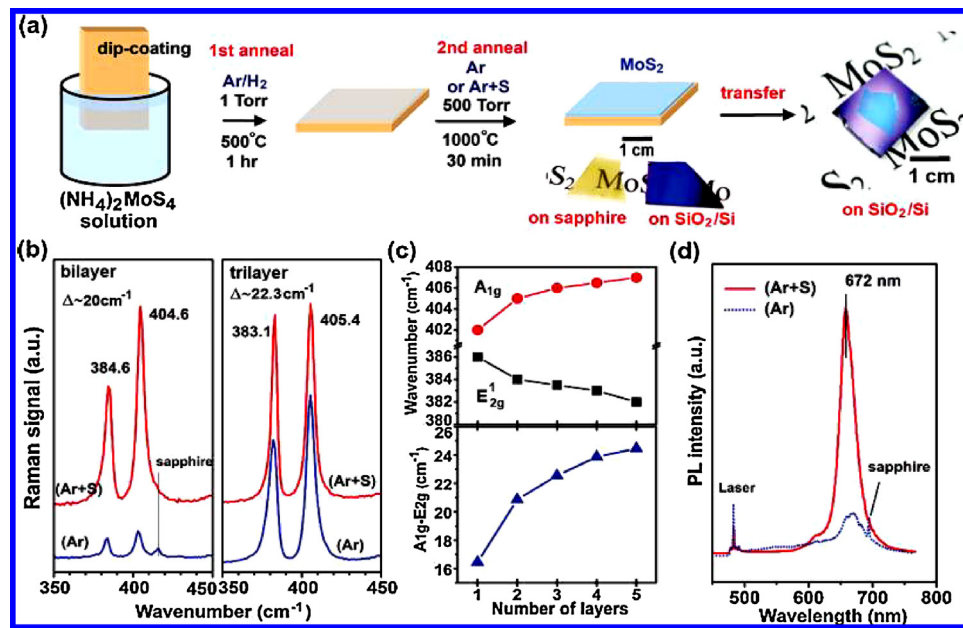 (a)
dip-coating
(NH₄)₂MoS₄
solution
1st anneal
Ar/H₂
1 Torr
500°C
1 hr
2nd anneal
Ar
or Ar+S
500 Torr
1000°C
30 min
MoS₂
1 cm
S₂ MoS
Mo
on sapphire
on SiO₂/Si
transfer
MoS₂
2
MoS₂
1 cm
on SiO₂/Si
(b)
bilayer
Δ~20cm⁻¹
404.6
384.6
sapphire
(Ar+S)
(Ar)
trilayer
Δ~22.3cm⁻¹
383.1
405.4
(Ar+S)
(Ar)
Raman signal (a.u.)
350 400 450
350 400 450
Wavenumber (cm⁻¹)
(c)
Wavenumber (cm⁻¹)
408
406
404
402
386
384
382
380
A₁g
E¹₂g
A1g-E2g (cm⁻¹)
26
24
22
20
18
16
1 2 3 4 5
Number of layers
(d)
672 nm
(Ar+S)
(Ar)
PL intensity (a.u.)
Laser
sapphire
500 600 700 800
Wavelength (nm)